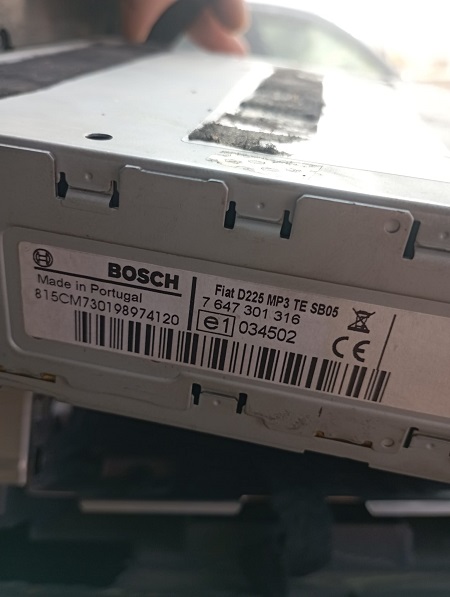 BOSCH
Made in Portugal
815CM730198974120
Fiat D225 MP3 TE SB05
7 647 301 316
e1 034502
CE